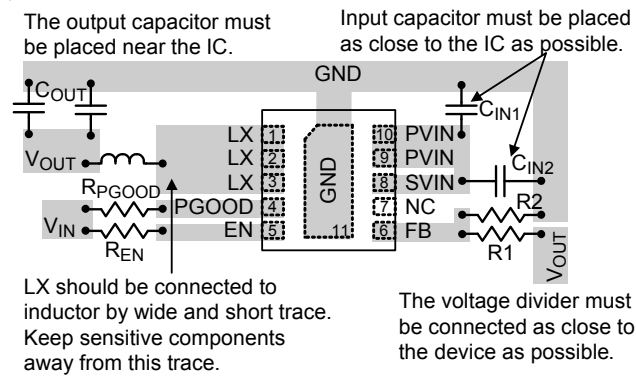 The output capacitor must
be placed near the IC.
Input capacitor must be placed
as close to the IC as possible.
GND
COUT
CIN1
LX 1
10 PVIN
LX 2
9 PVIN
VOUT
CIN2
LX 3
8 SVIN
GND
RPGOOD
PGOOD 4
7 NC
R2
VIN
EN 5
11
6 FB
REN
R1
VOUT
LX should be connected to
inductor by wide and short trace.
Keep sensitive components
away from this trace.
The voltage divider must
be connected as close to
the device as possible.